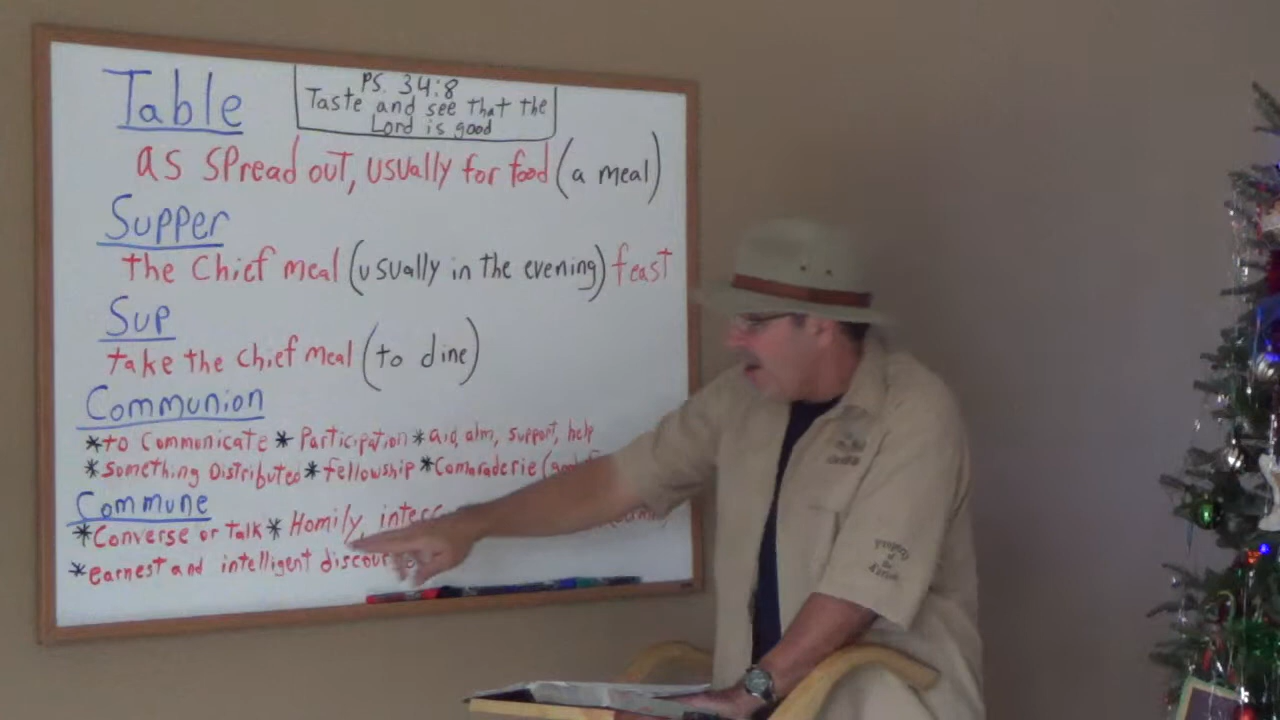 Table
PS. 34:8
Taste and see that the
Lord is good
as spread out, usually for food (a meal)
Supper
the Chief meal (usually in the evening) feast
Sup
take the Chief meal (to dine)
Communion
*to Communicate * Participation * aid, alm, support, help
*Something Distributed * fellowship * Comaraderie
Commune
*Converse or Talk * Homily,
*earnest and intelligent
Property
of